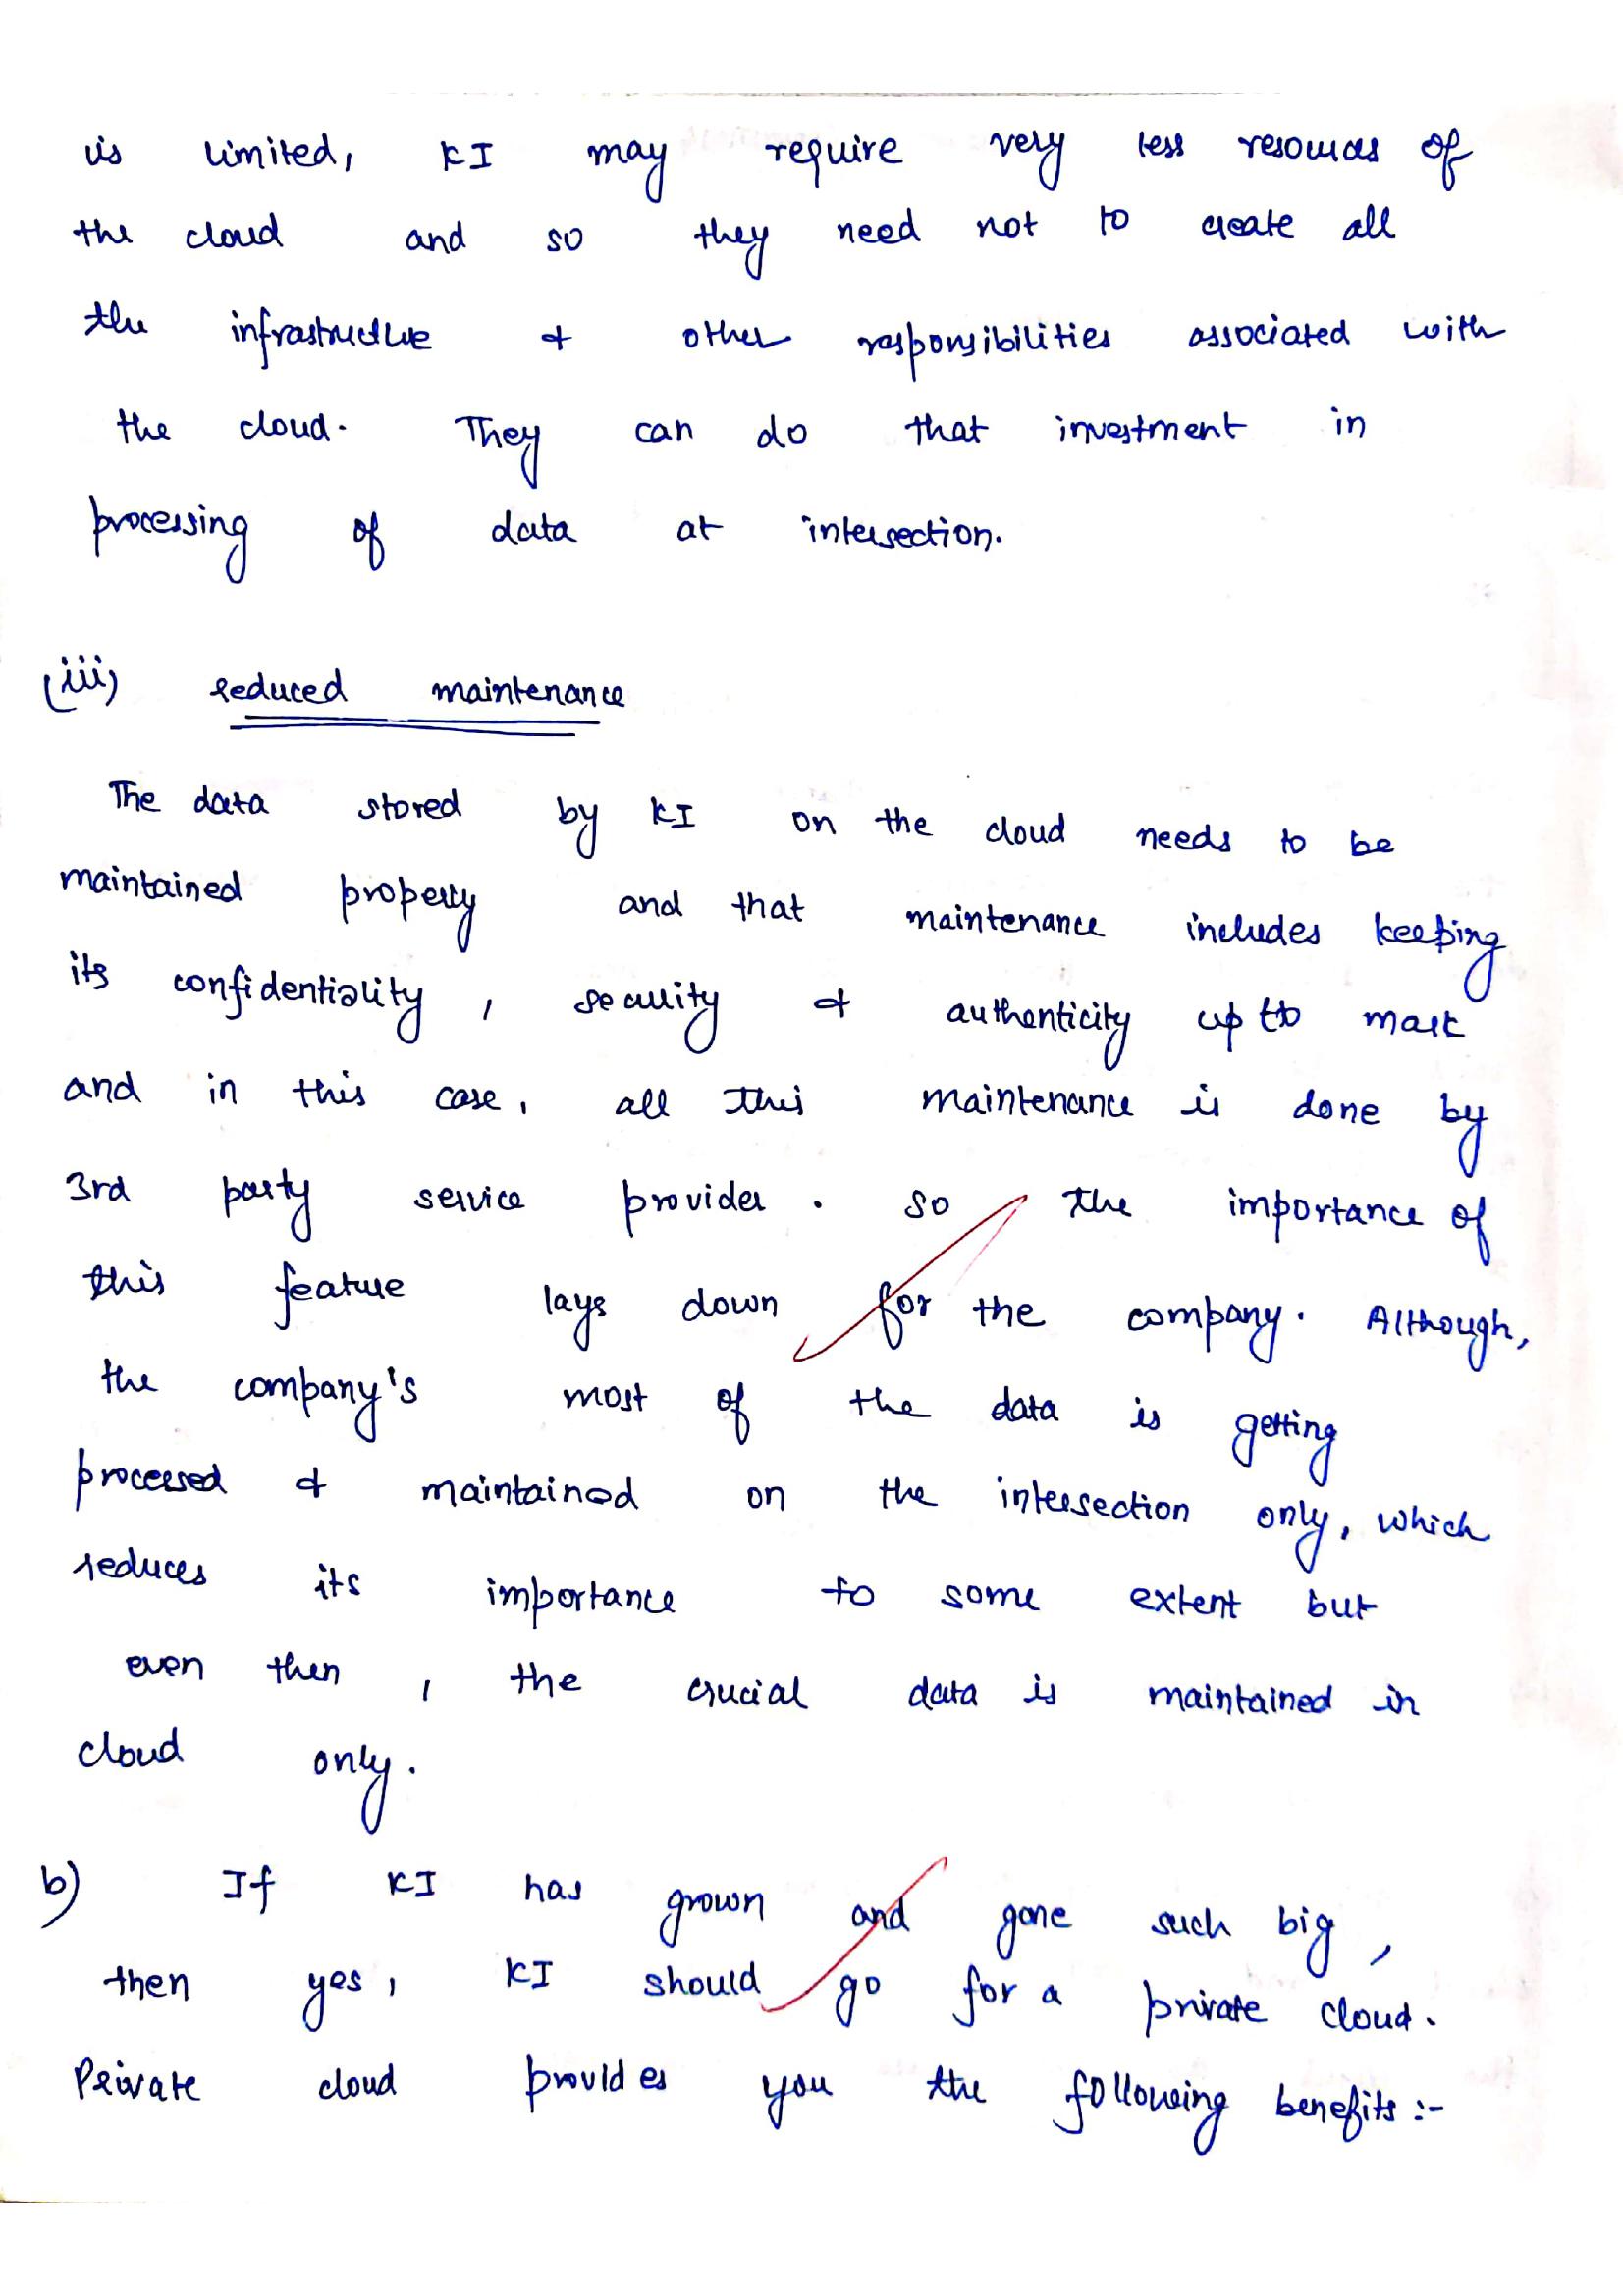 is limited, KI may require very less resources of
the cloud and so they need not to create all
the infrastructure & other responsibilities associated with
the cloud. They can do that investment in
processing of data at intersection.
(iii) reduced maintenance
The data stored by KI on the cloud needs to be
maintained properly and that maintenance includes keeping
its confidentiality, security & authenticity up to mark
and in this case, all this maintenance is done by
3rd party service provider. So the importance of
this feature lays down for the company. Although,
the company's most of the data is getting
processed & maintained on the intersection only, which
reduces its importance to some extent but
even then, the crucial data is maintained in
cloud only.
b) If KI has grown and gone such big,
then yes, KI should go for a private cloud.
Private cloud provides you the following benefits :-